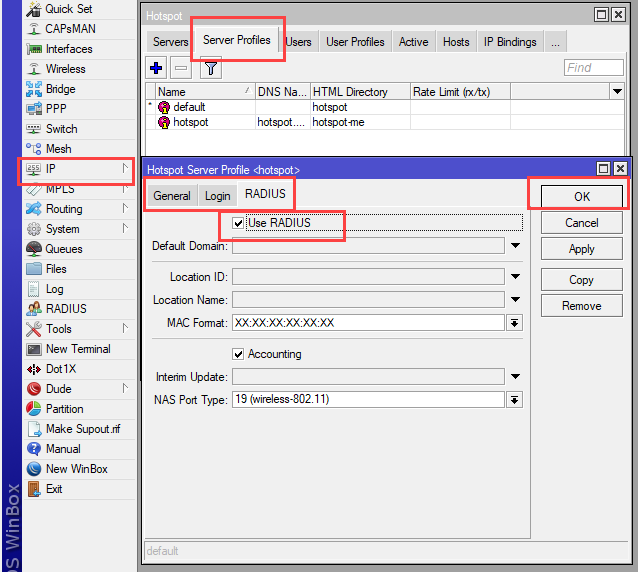 Quick Set
CAPsMAN
Interfaces
Wireless
Bridge
PPP
Switch
Mesh
255
IP
MPLS
Routing
System
Queues
Files
Log
RADIUS
Tools
New Terminal
Dot1X
Dude
Partition
Make Supout.rif
Manual
New WinBox
Exit
OS WinBox
Hotspot
Servers Server Profiles Users User Profiles Active Hosts IP Bindings ...
Find
Name DNS Na... HTML Directory Rate Limit (rx/tx)
* default hotspot
hotspot hotspot.... hotspot-me
Hotspot Server Profile <hotspot>
General Login RADIUS
Use RADIUS
Default Domain:
Location ID:
Location Name:
MAC Format: XX:XX:XX:XX:XX:XX
Accounting
Interim Update:
NAS Port Type: 19 (wireless-802.11)
OK
Cancel
Apply
Copy
Remove
default